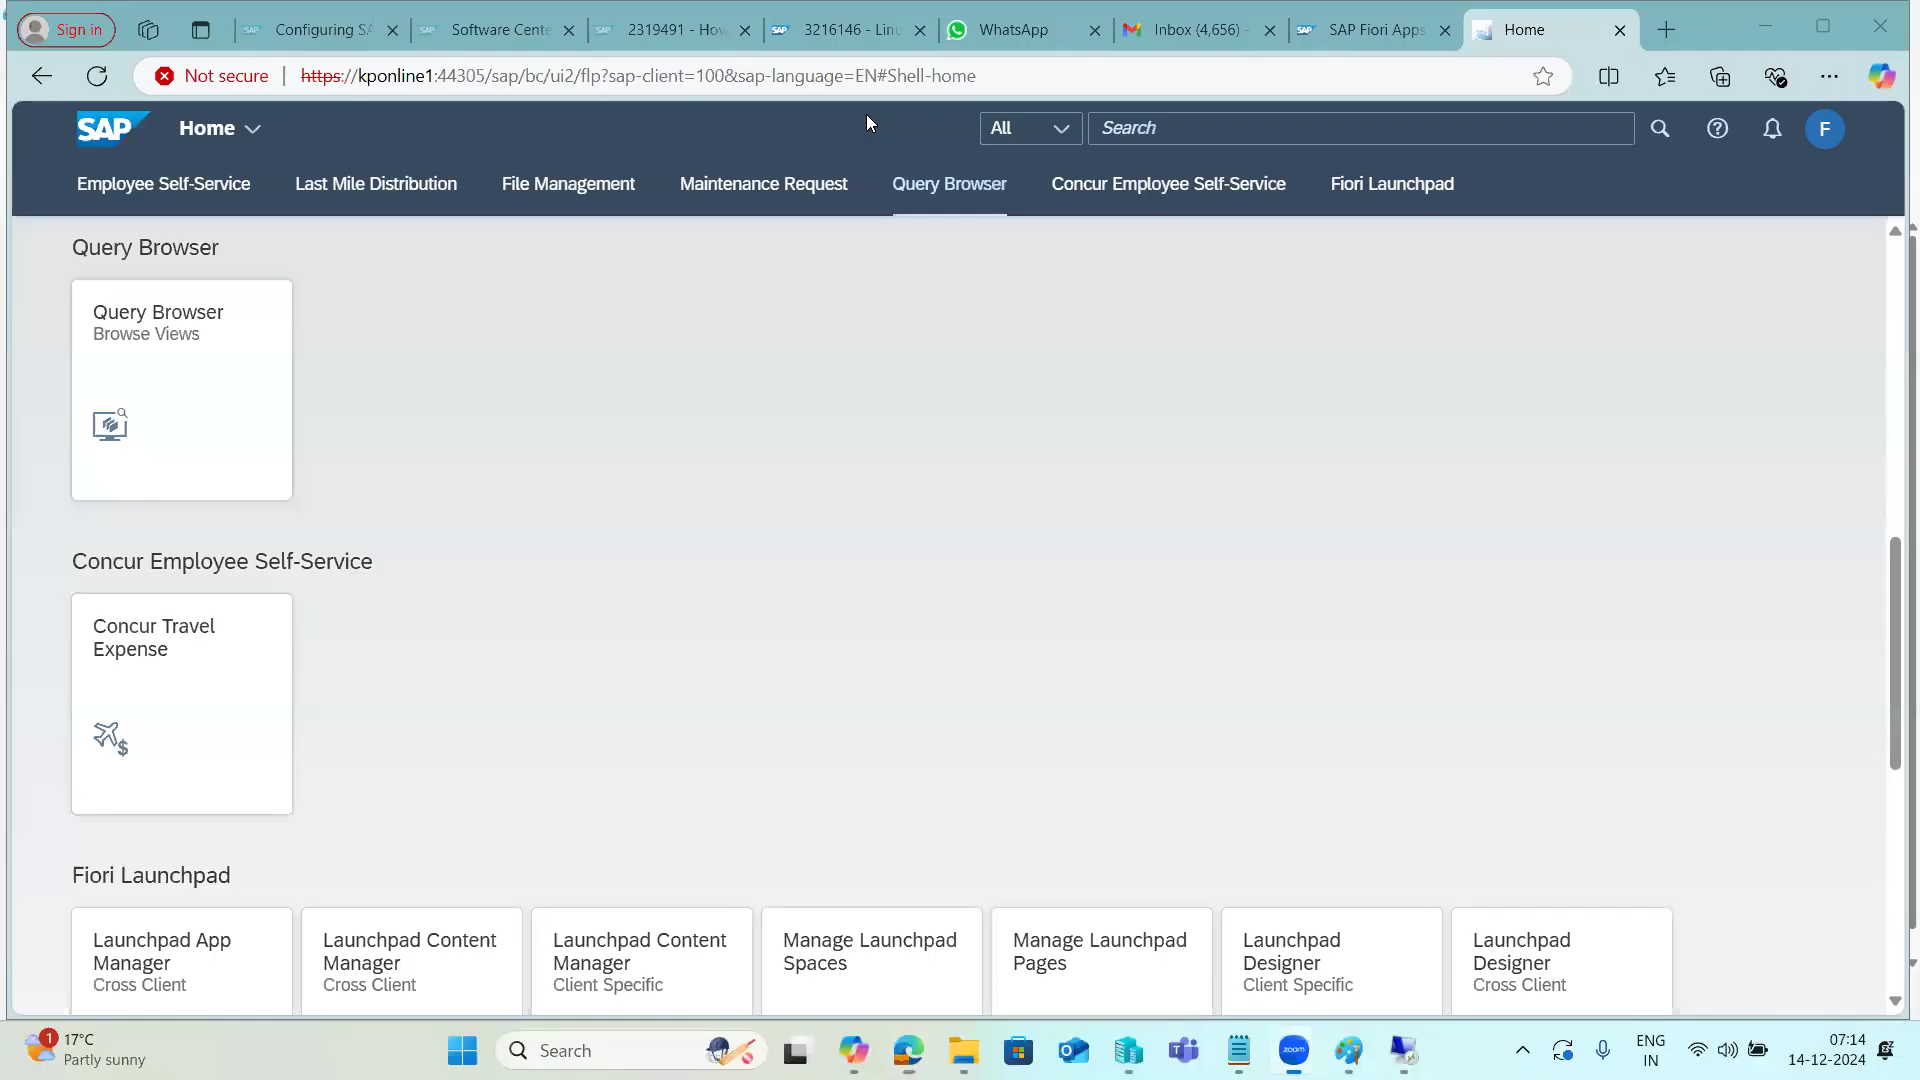 Sign in
Configuring SA
Software Cente
2319491 - How
3216146 - Linu
WhatsApp
Inbox (4,656) -
SAP Fiori Apps
Home
Not secure
https://kponline1:44305/sap/bc/ui2/flp?sap-client=100&sap-language=EN#Shell-home
SAP
Home
All
Search
F
Employee Self-Service
Last Mile Distribution
File Management
Maintenance Request
Query Browser
Concur Employee Self-Service
Fiori Launchpad
Query Browser
Query Browser
Browse Views
Concur Employee Self-Service
Concur Travel
Expense
Fiori Launchpad
Launchpad App
Manager
Cross Client
Launchpad Content
Manager
Cross Client
Launchpad Content
Manager
Client Specific
Manage Launchpad
Spaces
Manage Launchpad
Pages
Launchpad
Designer
Client Specific
Launchpad
Designer
Cross Client
1
17°C
Partly sunny
Search
zoom
ENG
IN
07:14
14-12-2024